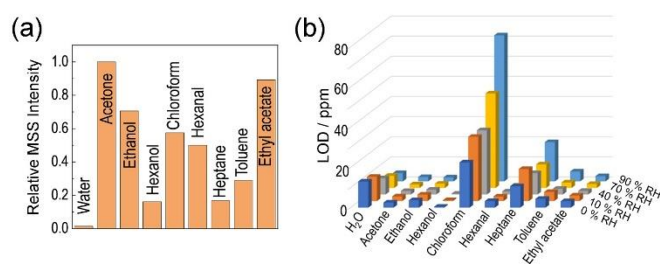 (a)
Relative MSS Intensity
1.0
0.8
0.6
0.4
0.2
0.0
Water
Acetone
Ethanol
Hexanol
Chloroform
Hexanal
Heptane
Toluene
Ethyl acetate
(b)
LOD / ppm
80
60
40
20
0
H2O
Acetone
Ethanol
Hexanol
Chloroform
Hexanal
Heptane
Toluene
Ethyl acetate
90 % RH
70 % RH
40 % RH
10 % RH
0 % RH